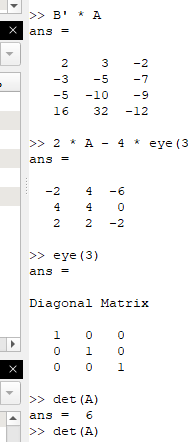 >> B' * A
ans =
2 3 -2
-3 -5 -7
-5 -10 -9
16 32 -12
>> 2 * A - 4 * eye(3
ans =
-2 4 -6
4 4 0
2 2 -2
>> eye(3)
ans =
Diagonal Matrix
1 0 0
0 1 0
0 0 1
>> det(A)
ans = 6
>> det(A)